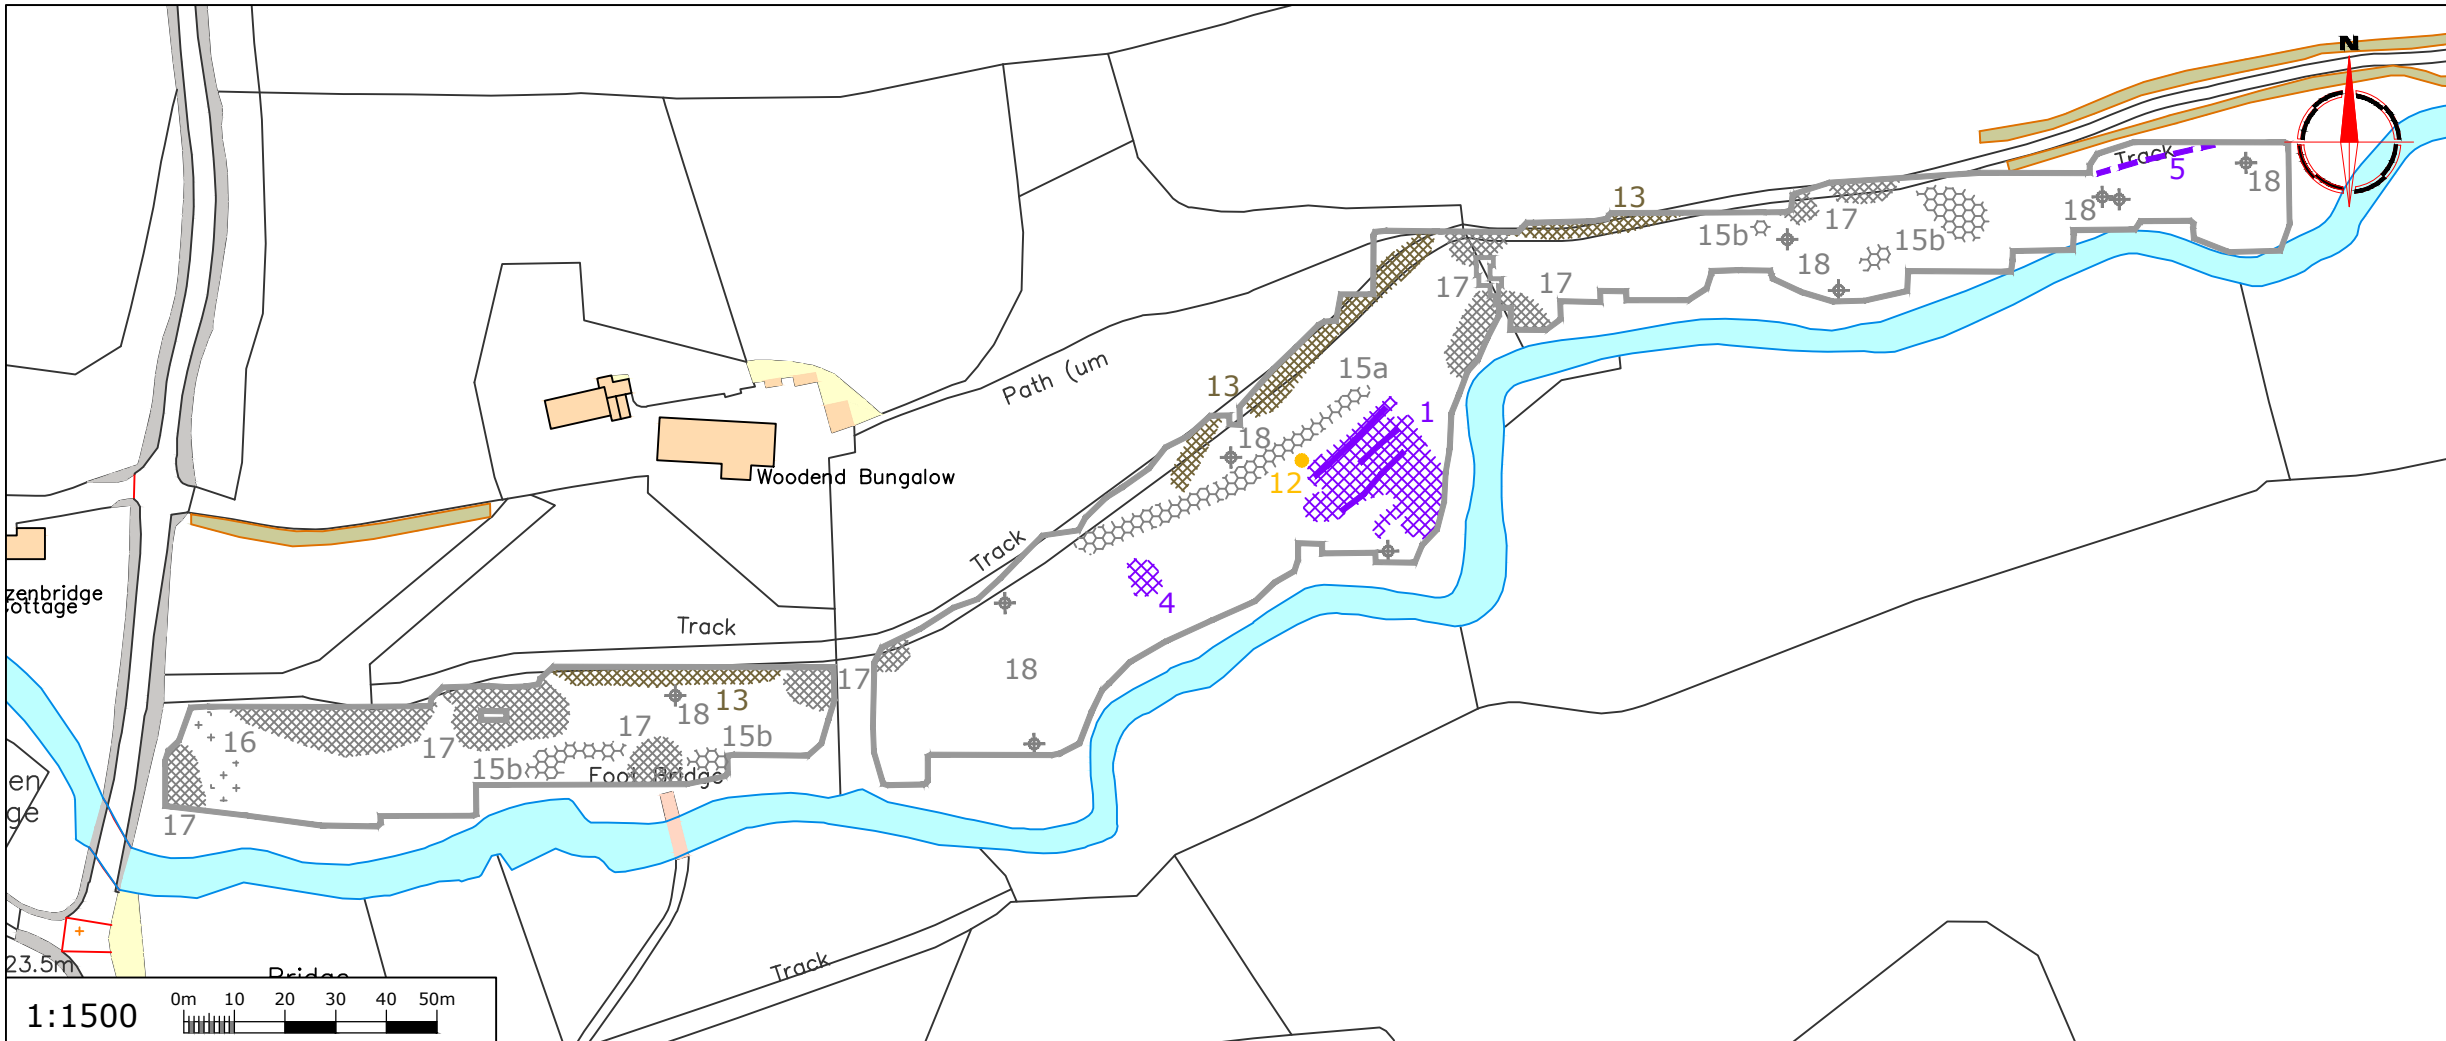 N
Track
5
18
13
17
18
15b
15b
18
17
17
Path (um
15a
13
1
18
12
Woodend Bungalow
Track
zenbridge
ottage
4
Track
18
17
13
18
17
15b
16
17
15b
Foot Bridge
en
ge
17
23.5m
Track
Bridge
1:1500
0m 10 20 30 40 50m